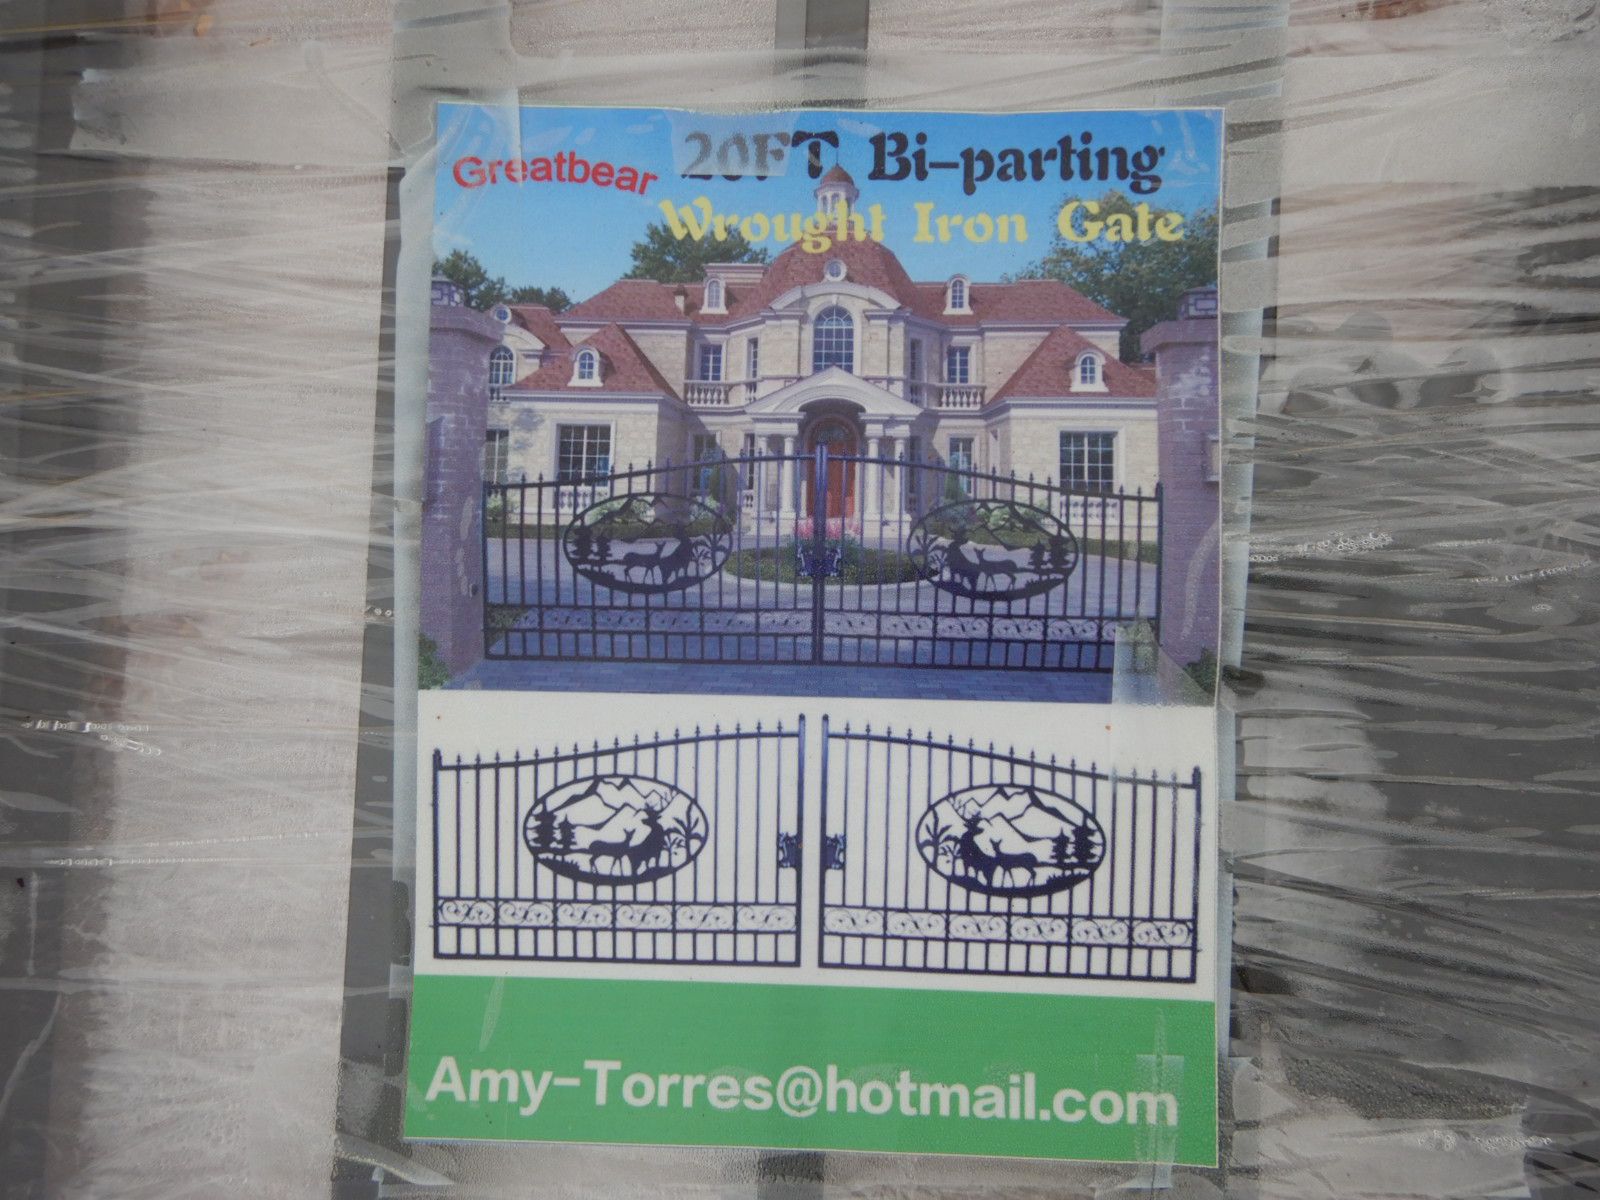 Greatbear
20FT Bi-parting
Wrought Iron Gate
Amy-Torres@hotmail.com